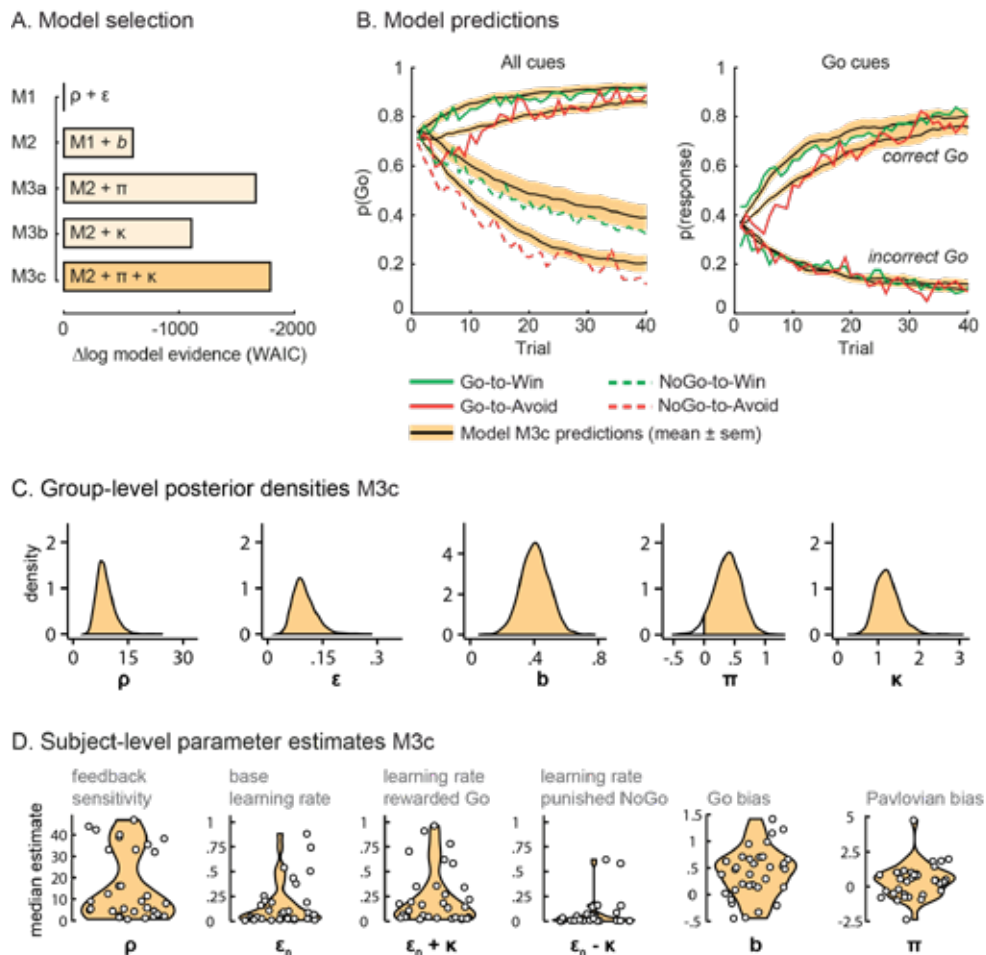 A. Model selection
M1 ρ + ε
M2 M1 + b
M3a M2 + π
M3b M2 + κ
M3c M2 + π + κ
0 -1000 -2000
Δlog model evidence (WAIC)
B. Model predictions
All cues
1
0.8
0.6
0.4
0.2
0
p(Go)
0 10 20 30 40
Trial
Go cues
1
0.8
0.6
0.4
0.2
0
p(response)
correct Go
incorrect Go
0 10 20 30 40
Trial
Go-to-Win NoGo-to-Win
Go-to-Avoid NoGo-to-Avoid
Model M3c predictions (mean ± sem)
C. Group-level posterior densities M3c
density
2
1
0
0 15 30
ρ
2
1
0
0 .15 .3
ε
4
2
0
0 .4 .8
b
2
1
0
-.5 0 .5 1
π
2
1
0
0 1 2 3
κ
D. Subject-level parameter estimates M3c
median estimate
feedback
sensitivity
40
30
20
10
0
ρ
base
learning rate
1
.75
.5
.25
0
ε₀
learning rate
rewarded Go
1
.75
.5
.25
0
ε₀ + κ
learning rate
punished NoGo
1
.75
.5
.25
0
ε₀ - κ
Go bias
1.5
1
.5
0
-.5
b
Pavlovian bias
5
2.5
0
-2.5
π